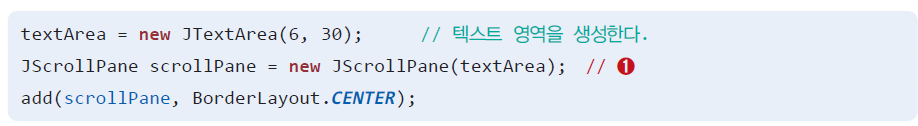 textArea = new JTextArea(6, 30); // 텍스트 영역을 생성한다.
JScrollPane scrollPane = new JScrollPane(textArea); // ❶
add(scrollPane, BorderLayout.CENTER);